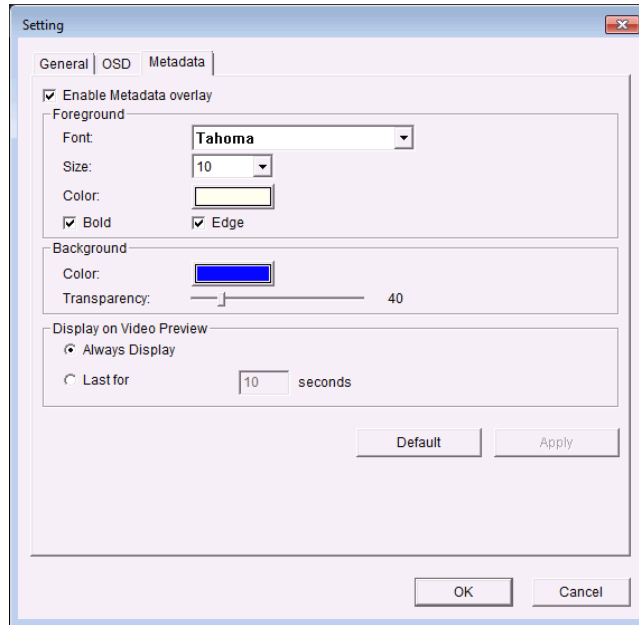 Setting
General OSD Metadata
Enable Metadata overlay
Foreground
Font: Tahoma
Size: 10
Color:
Bold Edge
Background
Color:
Transparency: 40
Display on Video Preview
Always Display
Last for 10 seconds
Default Apply
OK Cancel